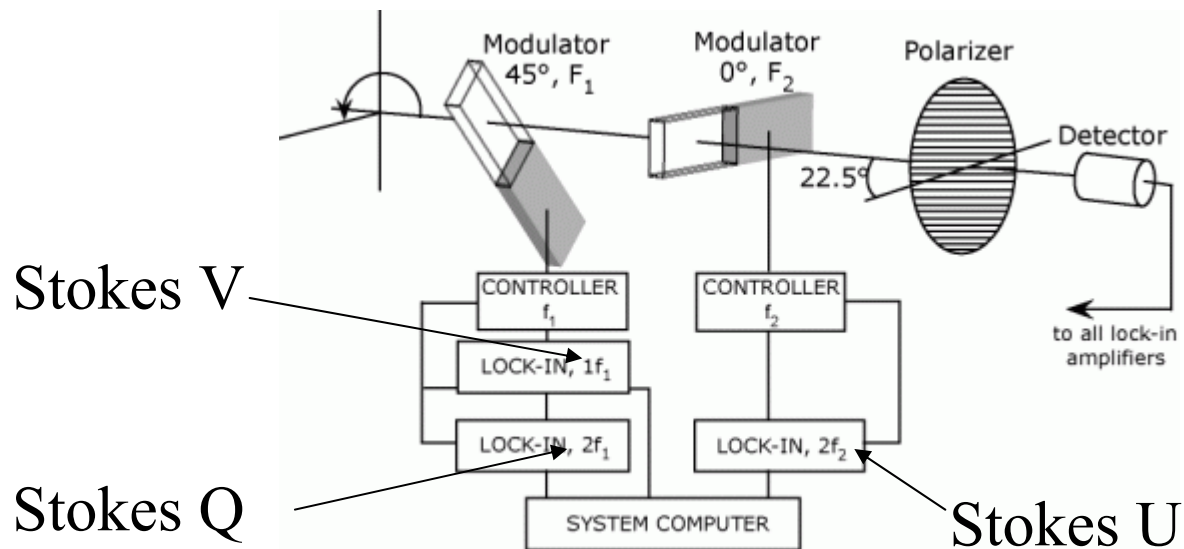 Modulator
45°, F₁
Modulator
0°, F₂
Polarizer
Detector
22.5°
Stokes V
CONTROLLER
f₁
CONTROLLER
f₂
to all lock-in
amplifiers
LOCK-IN, 1f₁
LOCK-IN, 2f₁
LOCK-IN, 2f₂
Stokes Q
Stokes U
SYSTEM COMPUTER